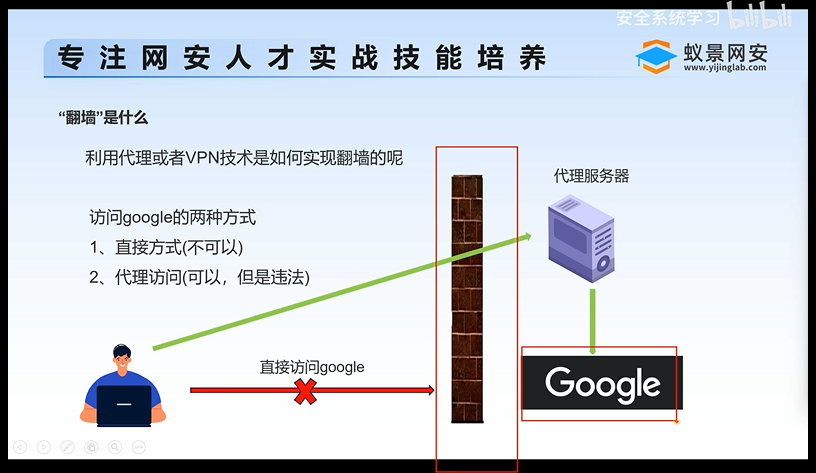 安全系统学习 bilibili
专注网安人才实战技能培养
蚁景网安
www.yijinglab.com
“翻墙”是什么
利用代理或者VPN技术是如何实现翻墙的呢
代理服务器
访问google的两种方式
1、直接方式(不可以)
2、代理访问(可以，但是违法)
直接访问google
Google